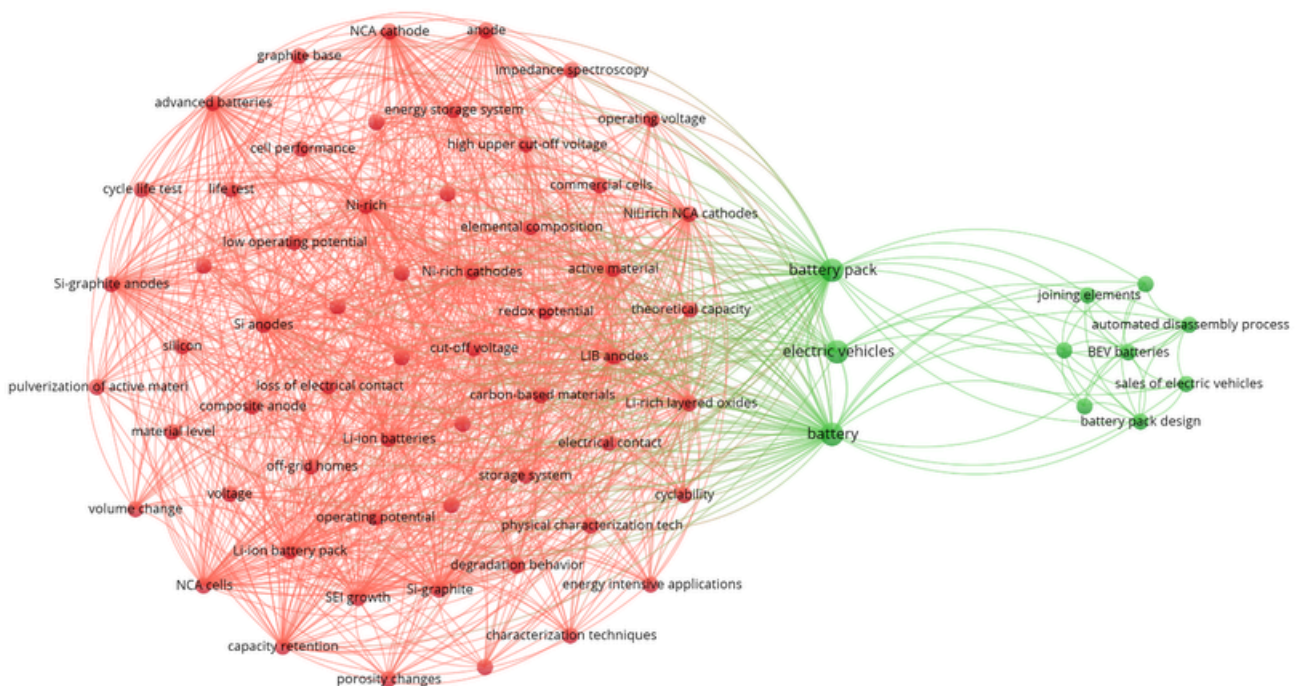 NCA cathode
anode
graphite base
impedance spectroscopy
advanced batteries
energy storage system
operating voltage
high upper cut-off voltage
cell performance
cycle life test
life test
commercial cells
Ni-rich
Ni□rich NCA cathodes
elemental composition
low operating potential
Ni-rich cathodes
active material
battery pack
Si-graphite anodes
joining elements
redox potential
theoretical capacity
Si anodes
automated disassembly process
silicon
cut-off voltage
LIB anodes
electric vehicles
BEV batteries
pulverization of active materi
loss of electrical contact
sales of electric vehicles
composite anode
carbon-based materials
Li-rich layered oxides
battery pack design
material level
Li-ion batteries
electrical contact
battery
off-grid homes
storage system
voltage
cyclability
volume change
operating potential
physical characterization tech
Li-ion battery pack
degradation behavior
NCA cells
SEI growth
Si-graphite
energy intensive applications
capacity retention
characterization techniques
porosity changes